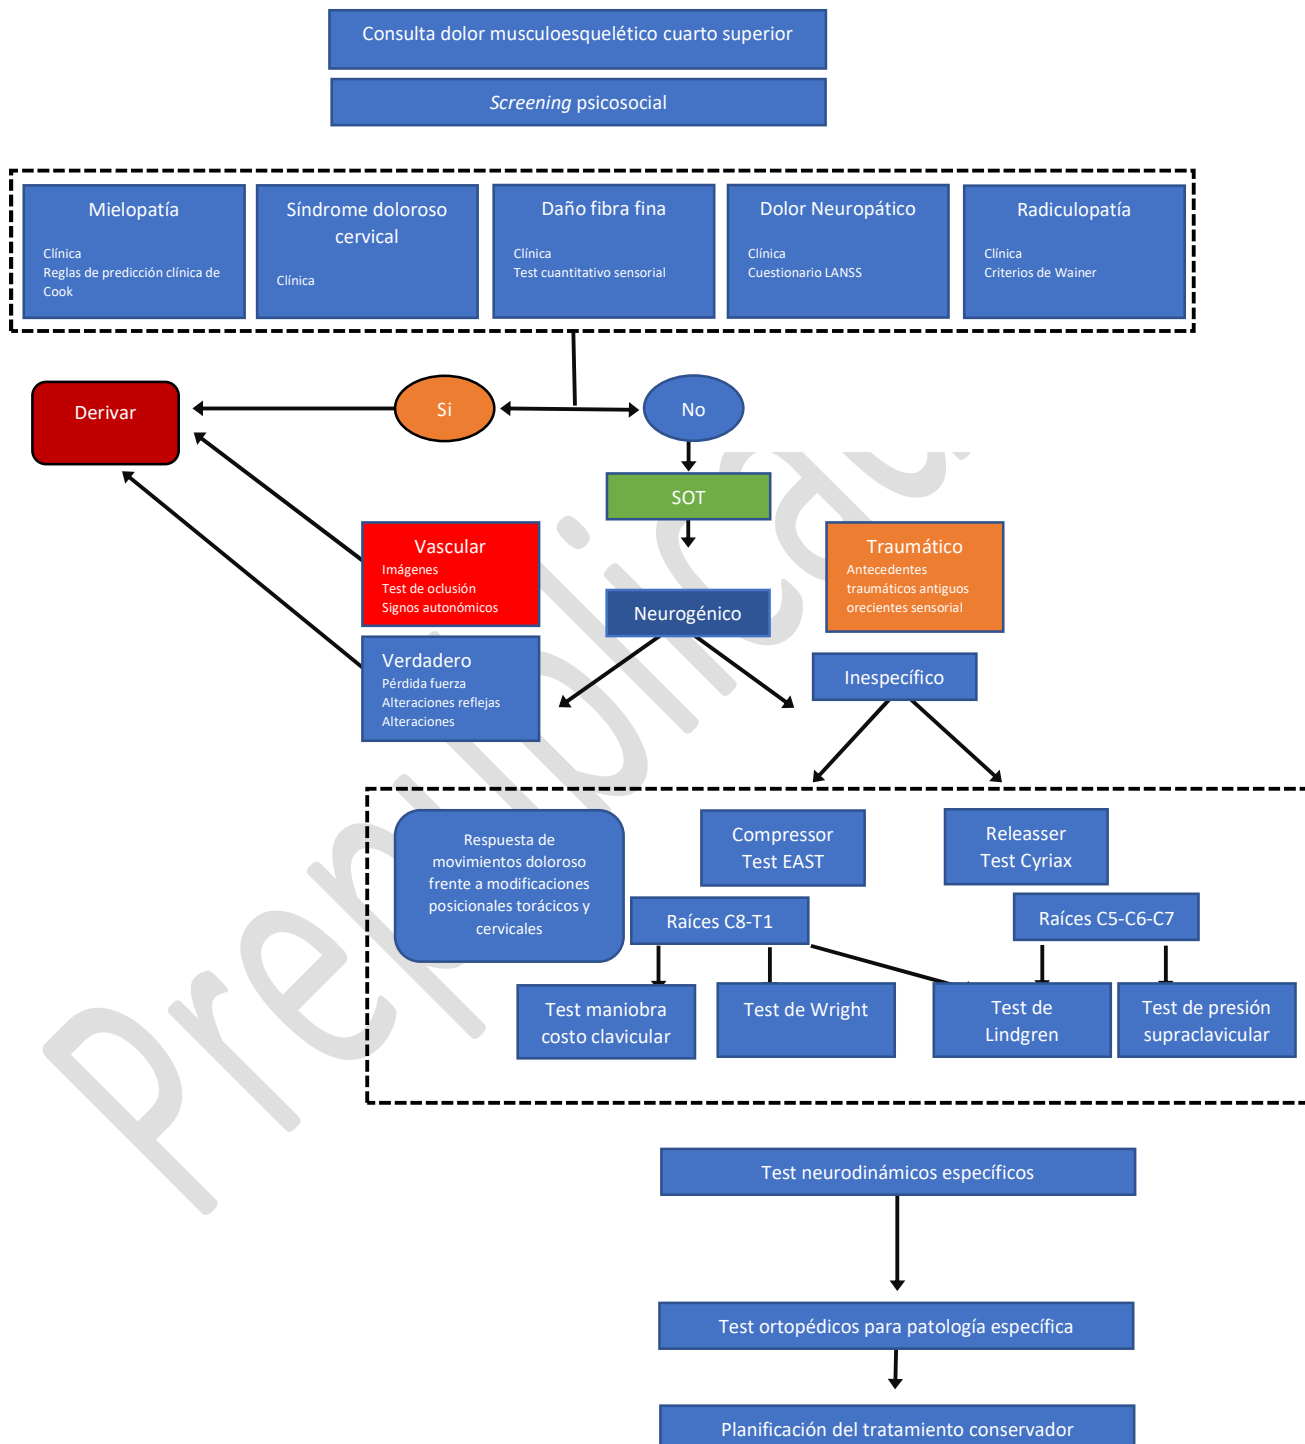 Consulta dolor musculoesquelético cuarto superior
Screening psicosocial
Mielopatía
Clínica
Reglas de predicción clínica de
Cook
Síndrome doloroso
cervical
Clínica
Daño fibra fina
Clínica
Test cuantitativo sensorial
Dolor Neuropático
Clínica
Cuestionario LANSS
Radiculopatía
Clínica
Criterios de Wainer
Derivar
Si
No
SOT
Vascular
Imágenes
Test de oclusión
Signos autonómicos
Traumático
Antecedentes
traumáticos antiguos
orecientes sensorial
Neurogénico
Verdadero
Pérdida fuerza
Alteraciones reflejas
Alteraciones
Inespecífico
Respuesta de
movimientos doloroso
frente a modificaciones
posicionales torácicos y
cervicales
Compressor
Test EAST
Releasser
Test Cyriax
Raíces C8-T1
Raíces C5-C6-C7
Test maniobra
costo clavicular
Test de Wright
Test de
Lindgren
Test de presión
supraclavicular
Test neurodinámicos específicos
Test ortopédicos para patología específica
Planificación del tratamiento conservador